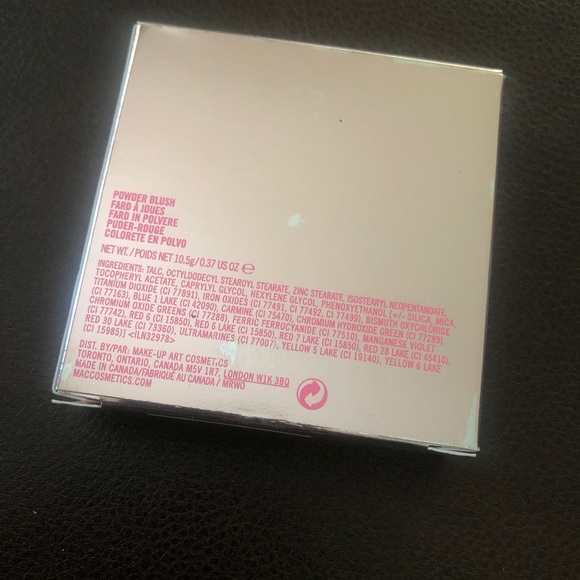 POWDER BLUSH
FARD À JOUES
FARD IN POLVERE
PUDER-ROUGE
COLORETE EN POLVO
NET WT. / POIDS NET 10.5g/0.37 US OZ ℮
INGREDIENTS: TALC, OCTYLDODECYL STEAROYL STEARATE, ZINC STEARATE, ISOSTEARYL NEOPENTANOATE,
TOCOPHERYL ACETATE, CAPRYLYL GLYCOL, HEXYLENE GLYCOL, PHENOXYETHANOL [+/- SILICA, MICA,
TITANIUM DIOXIDE (CI 77891), IRON OXIDES (CI 77491, CI 77492, CI 77499), BISMUTH OXYCHLORIDE
(CI 77163), BLUE 1 LAKE (CI 42090), CARMINE (CI 75470), CHROMIUM HYDROXIDE GREEN (CI 77289),
CHROMIUM OXIDE GREENS (CI 77288), FERRIC FERROCYANIDE (CI 77510), MANGANESE VIOLET
(CI 77742), RED 6 (CI 15850), RED 6 LAKE (CI 15850), RED 7 LAKE (CI 15850), RED 28 LAKE (CI 45410),
RED 30 LAKE (CI 73360), ULTRAMARINES (CI 77007), YELLOW 5 LAKE (CI 19140), YELLOW 6 LAKE
(CI 15985)] <ILN32978>
DIST. BY/PAR: MAKE-UP ART COSMETICS
TORONTO, ONTARIO, CANADA M5V 1R7, LONDON W1K 3BQ
MADE IN CANADA/FABRIQUÉ AU CANADA / MRWD
MACCOSMETICS.COM